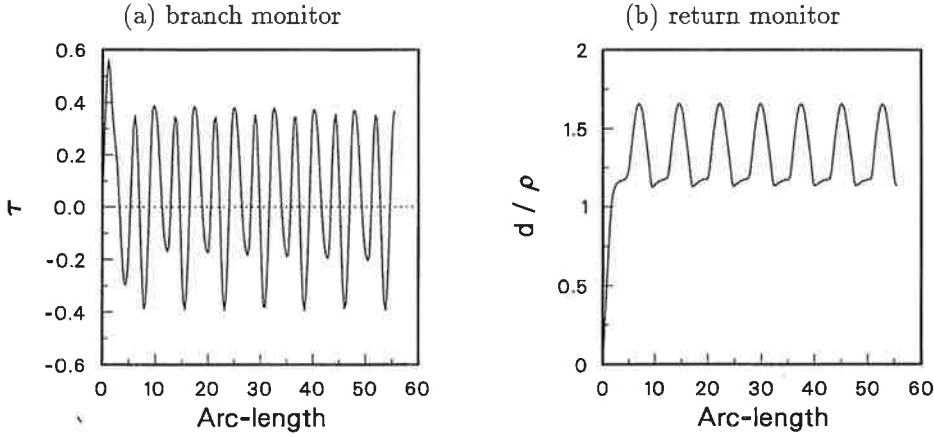 (a) branch monitor
0.6
0.4
0.2
0.0
-0.2
-0.4
-0.6
τ
0 10 20 30 40 50 60
Arc-length
(b) return monitor
2
1.5
1
0.5
0
d / ρ
0 10 20 30 40 50 60
Arc-length